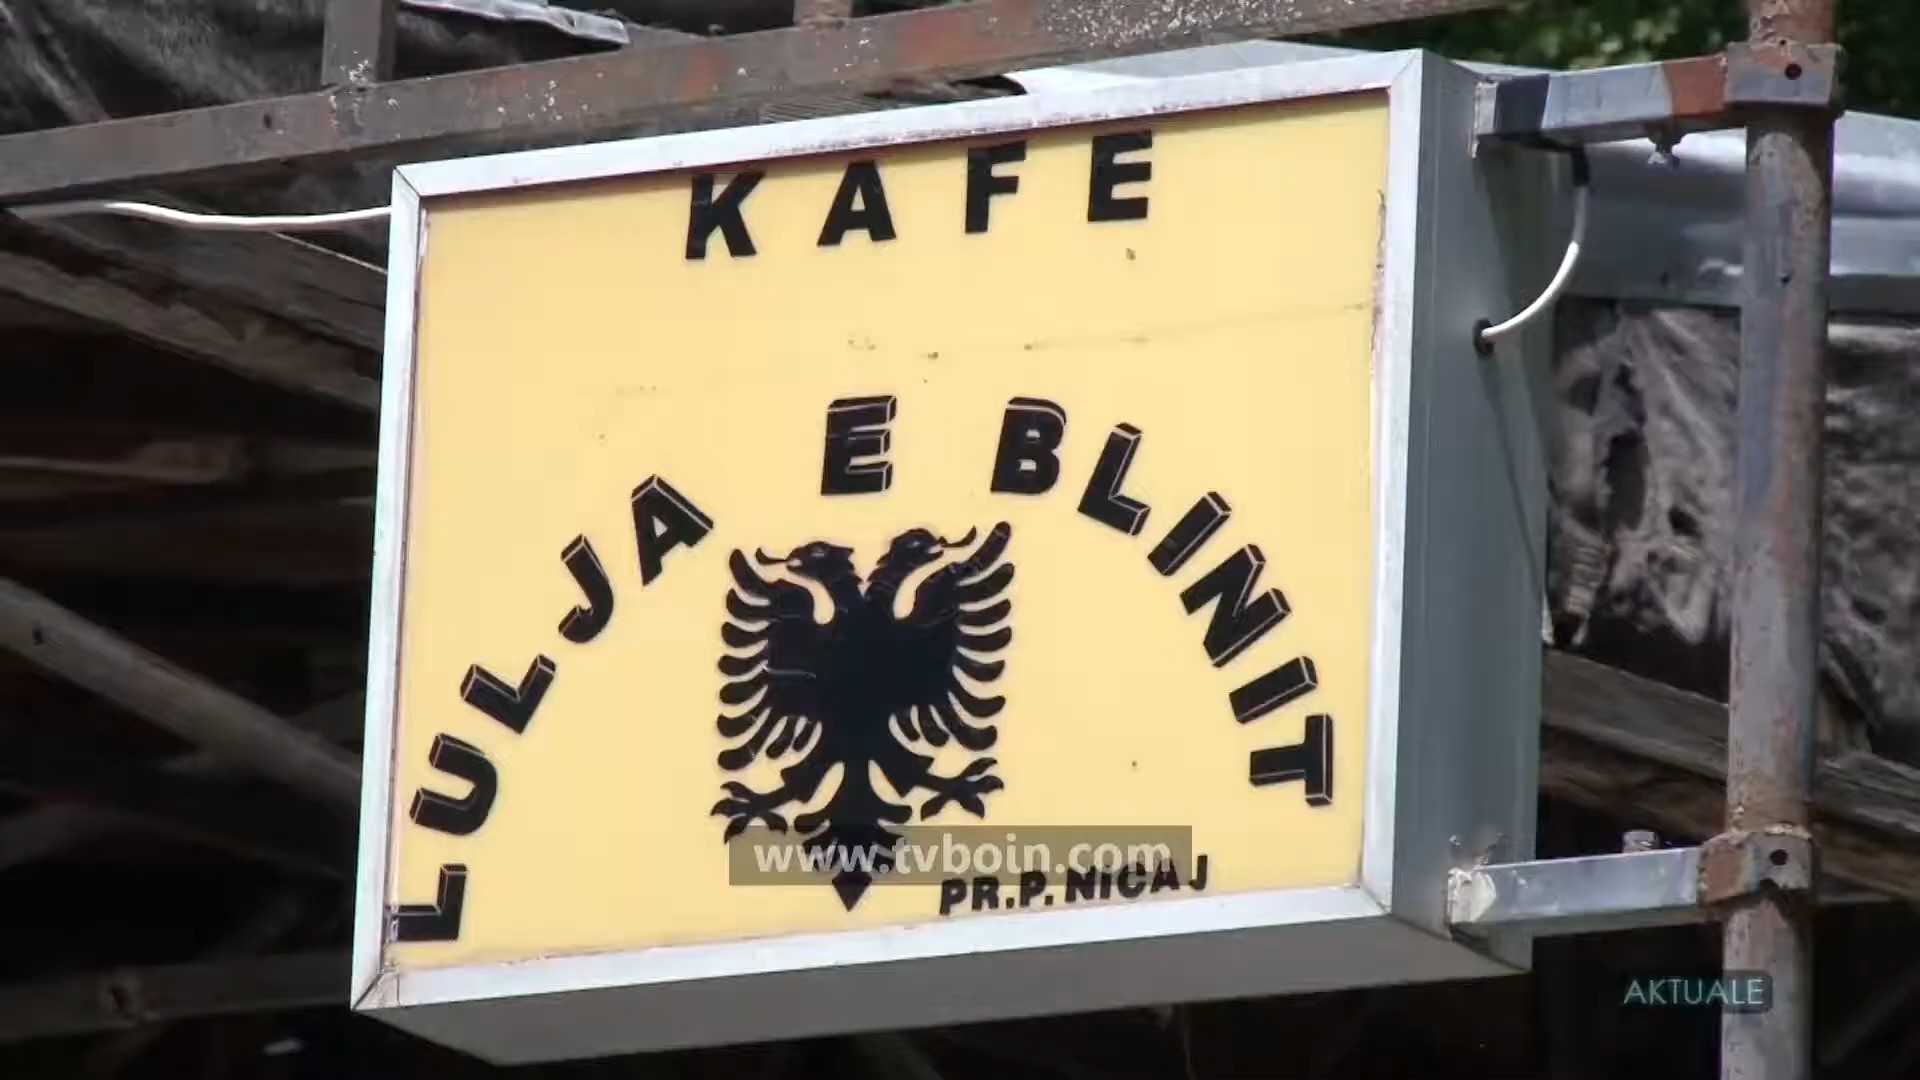 KAFE
LULJA E BLINIT
www.tvboin.com
PR.P. NiCAJ
AKTUALE